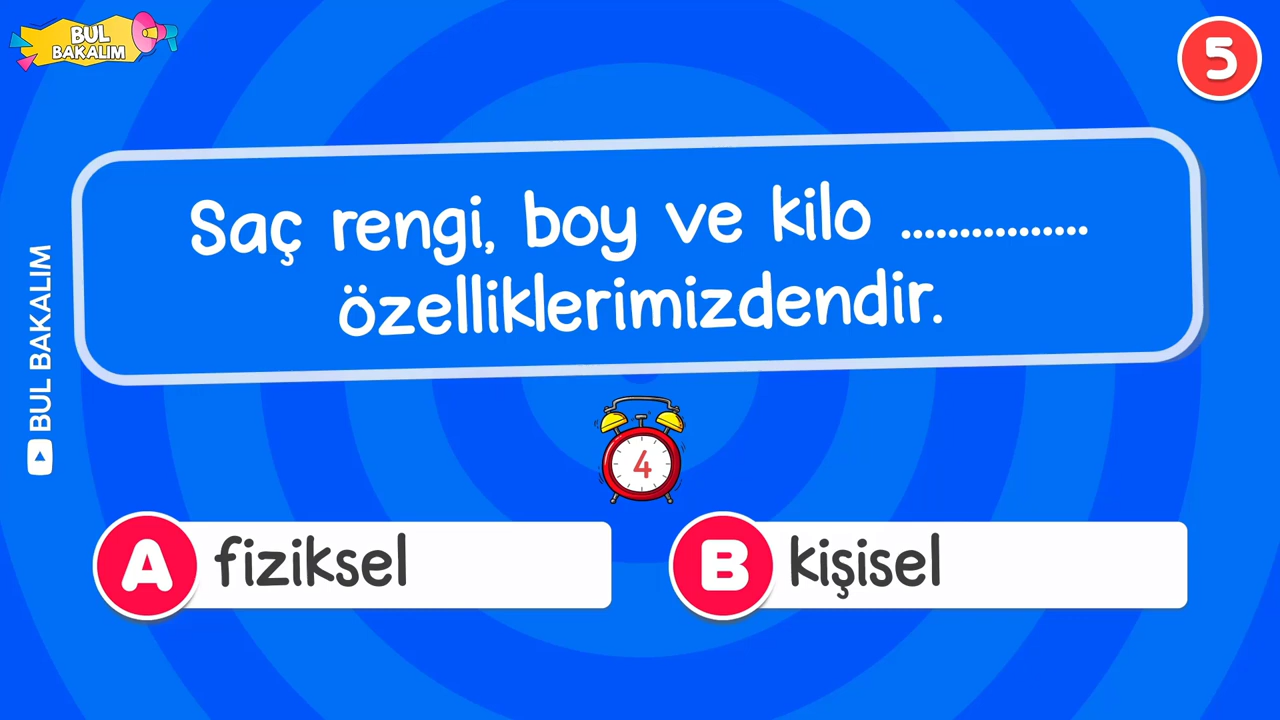 BUL
BAKALIM
5
Saç rengi, boy ve kilo ................
özelliklerimizdendir.
BUL BAKALIM
4
A fiziksel
B kişisel